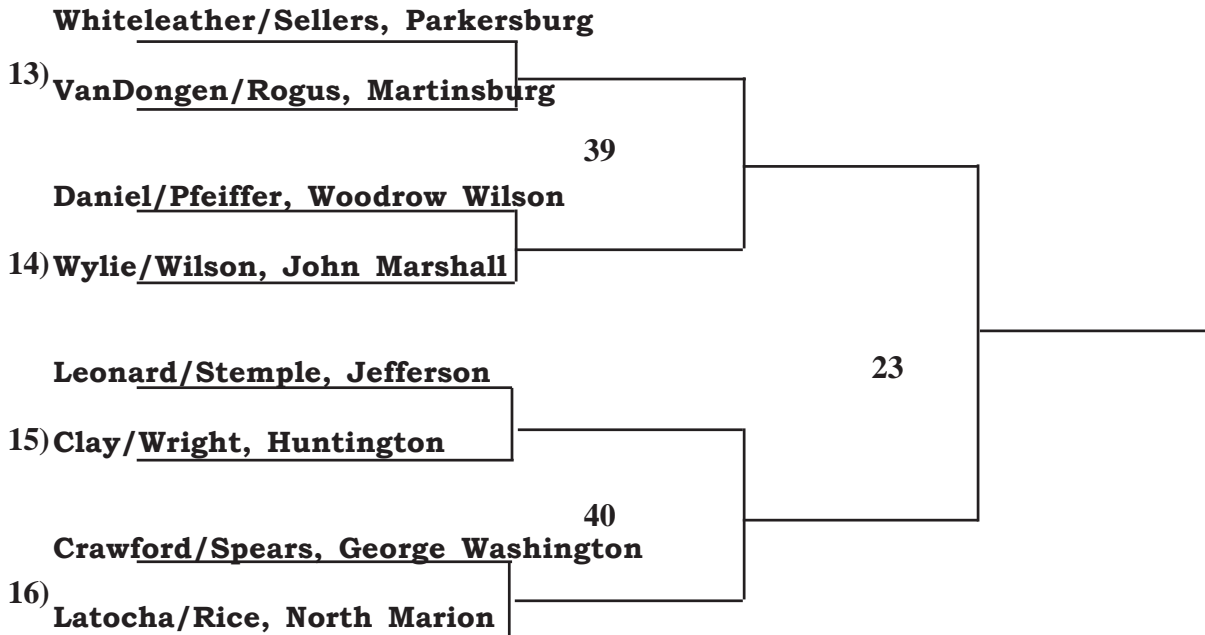 Whiteleather/Sellers, Parkersburg
13)
VanDongen/Rogus, Martinsburg
39
Daniel/Pfeiffer, Woodrow Wilson
14) Wylie/Wilson, John Marshall
Leonard/Stemple, Jefferson
23
15) Clay/Wright, Huntington
40
Crawford/Spears, George Washington
16)
Latocha/Rice, North Marion